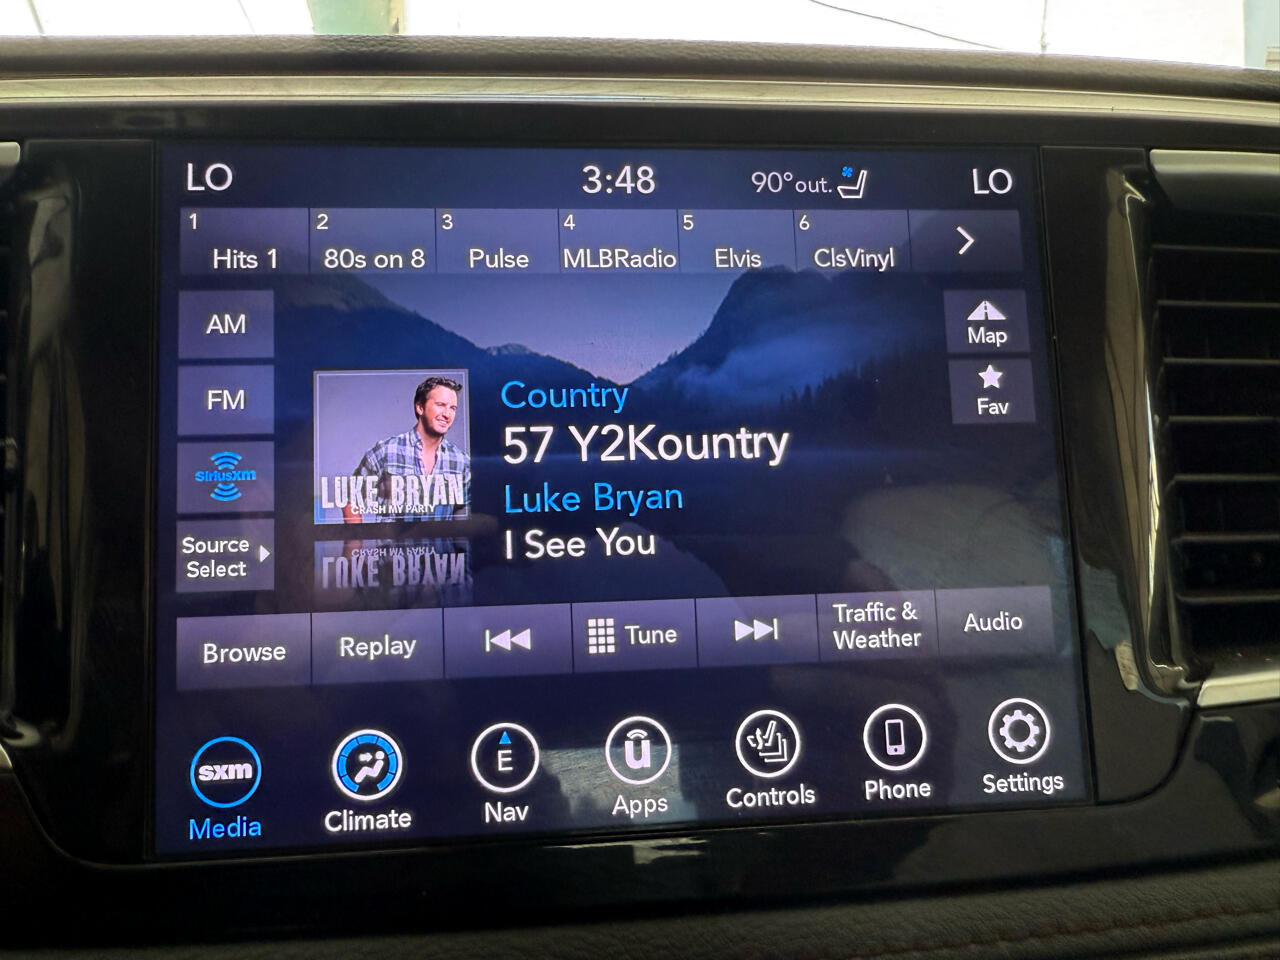 LO
3:48
90° out.
LO
1 Hits 1
2 80s on 8
3 Pulse
4 MLBRadio
5 Elvis
6 ClsVinyl
AM
FM
SiriusXM
Source
Select
LUKE BRYAN
CRASH MY PARTY
Country
57 Y2Kountry
Luke Bryan
I See You
Map
Fav
Browse
Replay
Tune
Traffic &
Weather
Audio
sxm
Media
Climate
E
Nav
u
Apps
Controls
Phone
Settings